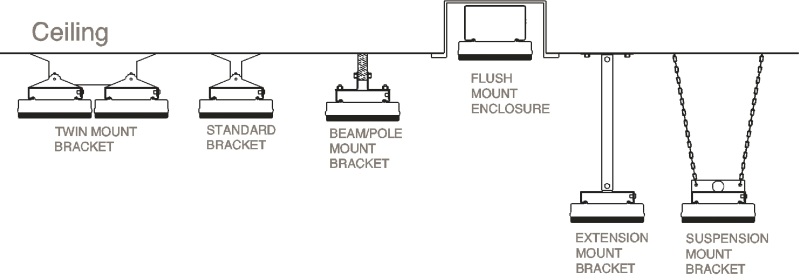 Ceiling
TWIN MOUNT
BRACKET
STANDARD
BRACKET
BEAM/POLE
MOUNT
BRACKET
FLUSH
MOUNT
ENCLOSURE
EXTENSION
MOUNT
BRACKET
SUSPENSION
MOUNT
BRACKET